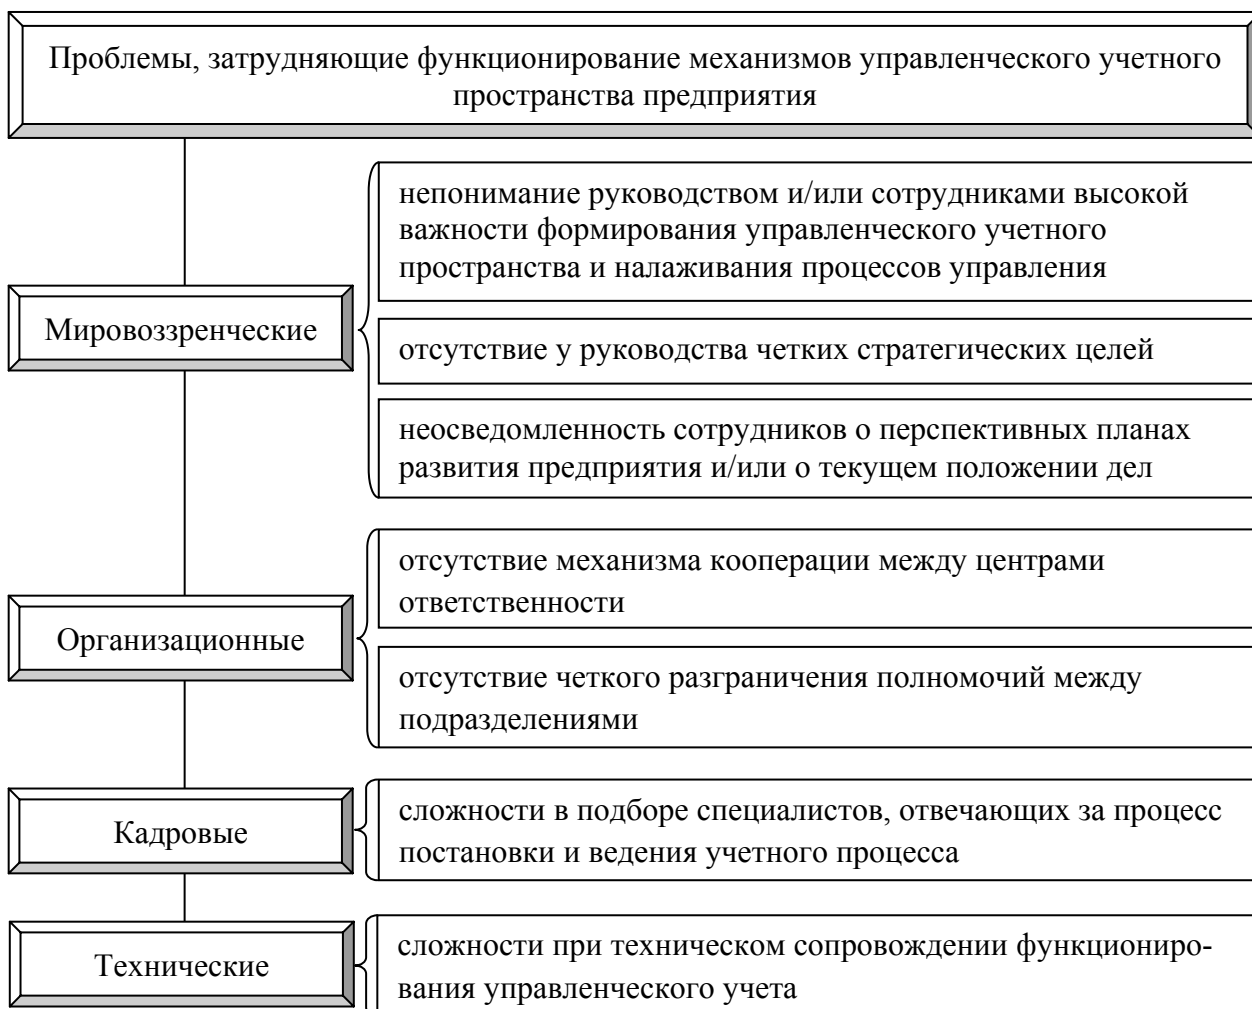 Проблемы, затрудняющие функционирование механизмов управленческого учетного
пространства предприятия
непонимание руководством и/или сотрудниками высокой
важности формирования управленческого учетного
пространства и налаживания процессов управления
Мировоззренческие
отсутствие у руководства четких стратегических целей
неосведомленность сотрудников о перспективных планах
развития предприятия и/или о текущем положении дел
отсутствие механизма кооперации между центрами
ответственности
Организационные
отсутствие четкого разграничения полномочий между
подразделениями
Кадровые
сложности в подборе специалистов, отвечающих за процесс
постановки и ведения учетного процесса
Технические
сложности при техническом сопровождении функциониро-
вания управленческого учета